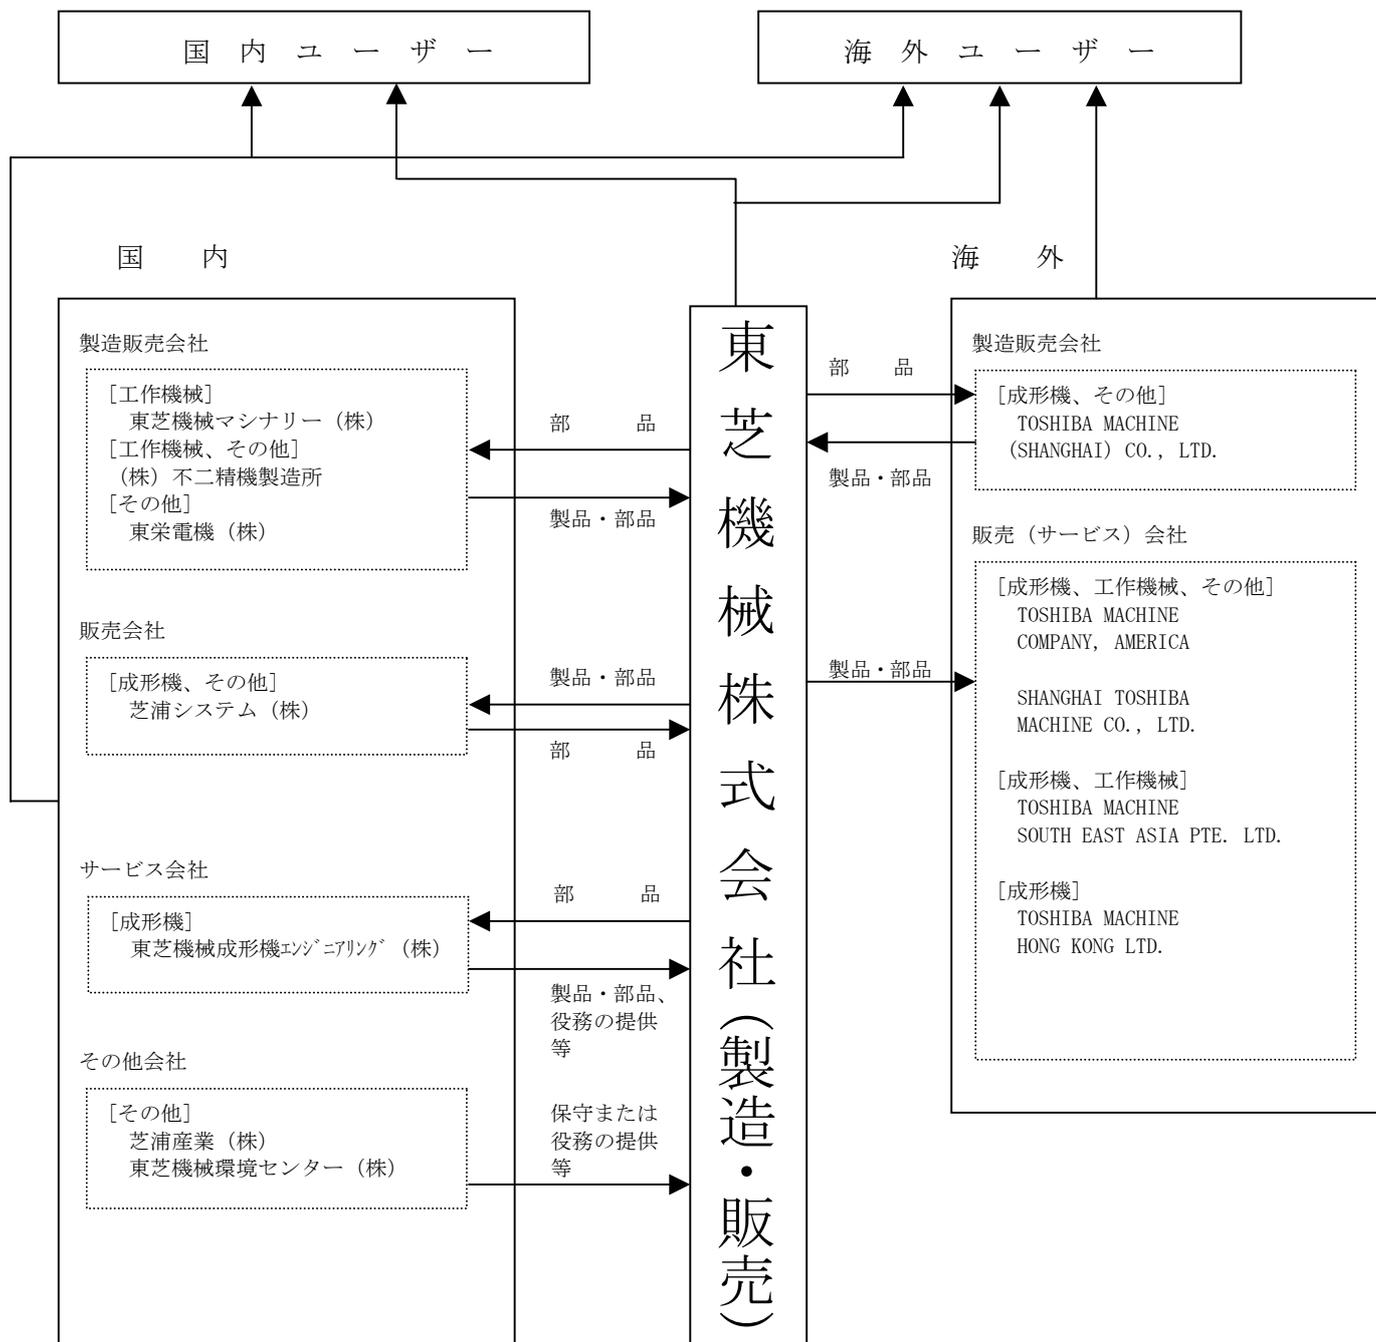 国内ユーザー
海外ユーザー
国　内
製造販売会社
［工作機械］
東芝機械マシナリー（株）
［工作機械、その他］
（株）不二精機製造所
［その他］
東栄電機（株）
販売会社
［成形機、その他］
芝浦システム（株）
サービス会社
［成形機］
東芝機械成形機ｴﾝｼﾞﾆｱﾘﾝｸﾞ（株）
その他会社
［その他］
芝浦産業（株）
東芝機械環境センター（株）
部　品
製品・部品
製品・部品
部　品
部　品
製品・部品、
役務の提供
等
保守または
役務の提供
等
東芝機械株式会社（製造・販売）
部　品
製品・部品
製品・部品
海　外
製造販売会社
［成形機、その他］
TOSHIBA MACHINE
(SHANGHAI) CO., LTD.
販売（サービス）会社
［成形機、工作機械、その他］
TOSHIBA MACHINE
COMPANY, AMERICA
SHANGHAI TOSHIBA
MACHINE CO., LTD.
［成形機、工作機械］
TOSHIBA MACHINE
SOUTH EAST ASIA PTE. LTD.
［成形機］
TOSHIBA MACHINE
HONG KONG LTD.